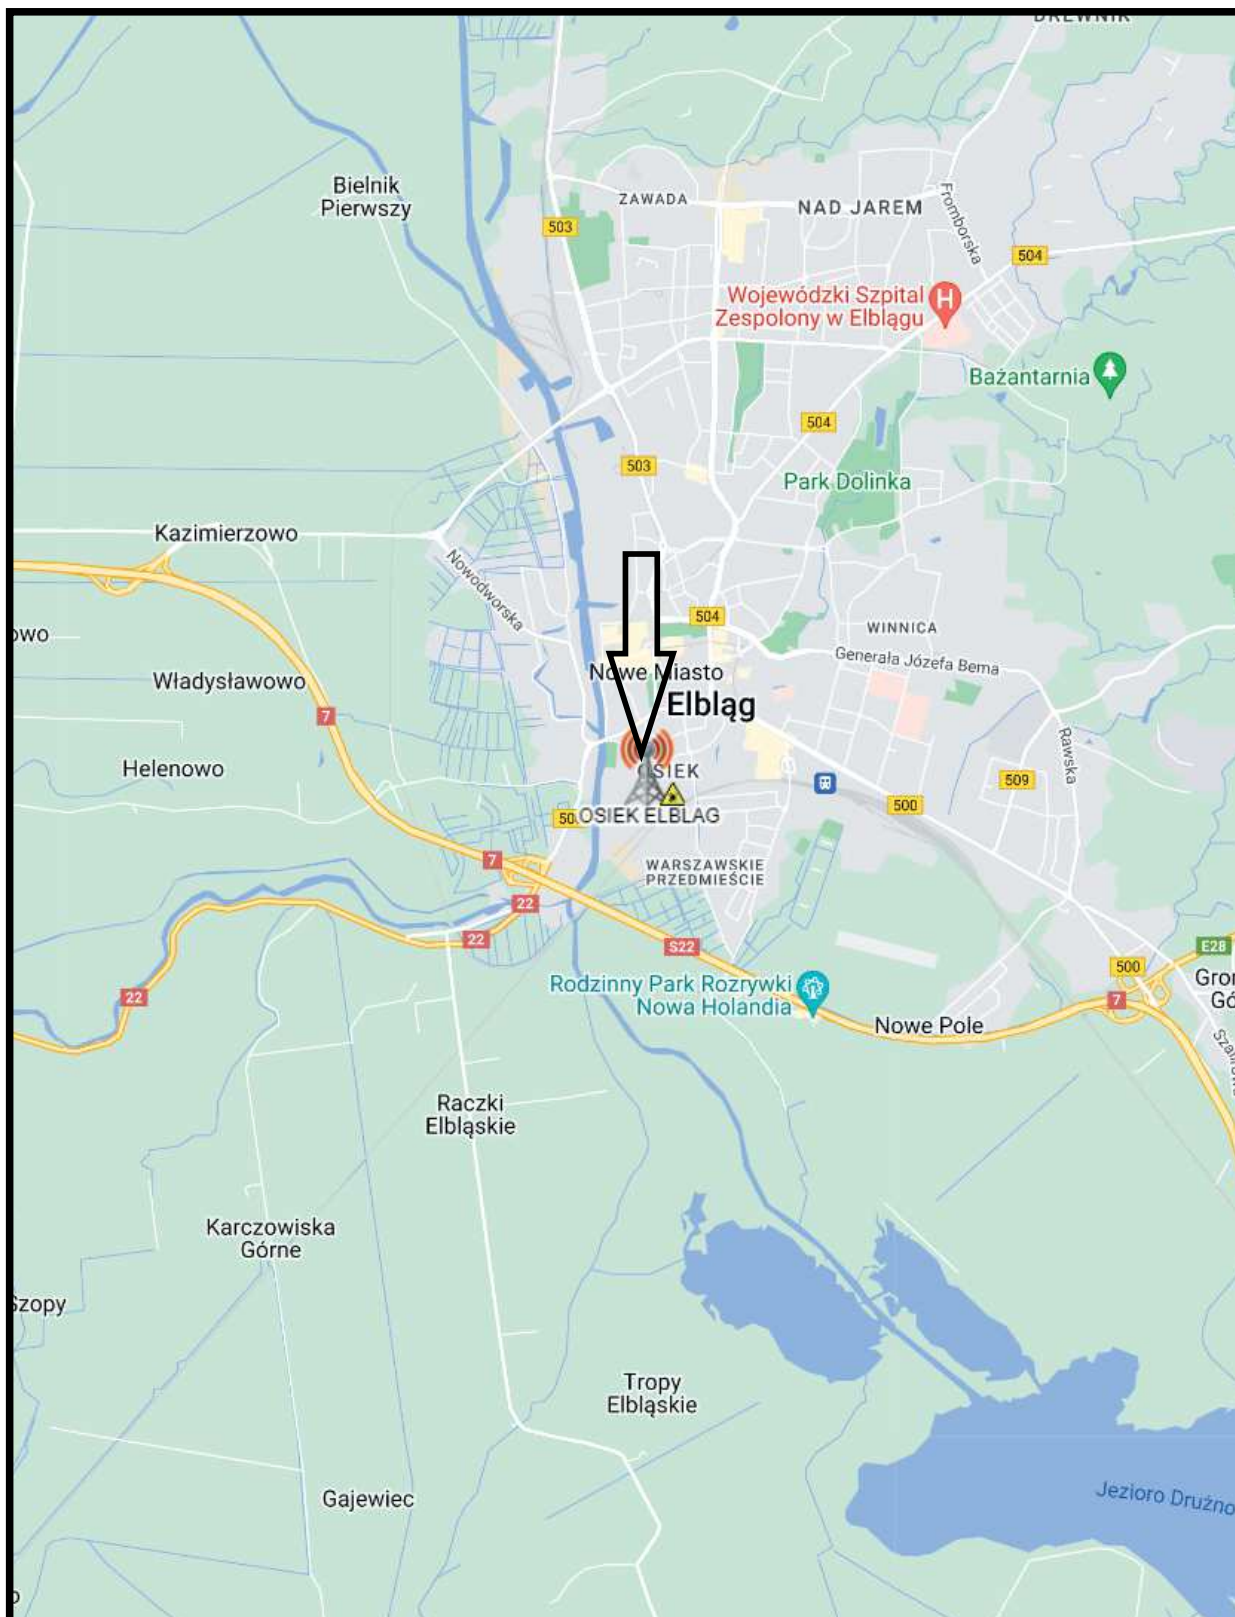 DREWNIK
Bielnik
Pierwszy
ZAWADA
NAD JAREM
Fromborska
503
504
Wojewódzki Szpital
Zespolony w Elblągu
H
Bażantarnia
504
503
Park Dolinka
Kazimierzowo
Nowodworska
504
WINNICA
owo
Generała Józefa Bema
Nowe Miasto
Władysławowo
Elbląg
7
Rawska
Helenowo
OSIEK
509
500
OSIEK ELBLAG
7
WARSZAWSKIE
PRZEDMIEŚCIE
22
22
S22
E28
500
Rodzinny Park Rozrywki
Nowa Holandia
22
7
Nowe Pole
Raczki
Elbląskie
Karczowiska
Górne
Szopy
Tropy
Elbląskie
Gajewiec
Jezioro Drużno